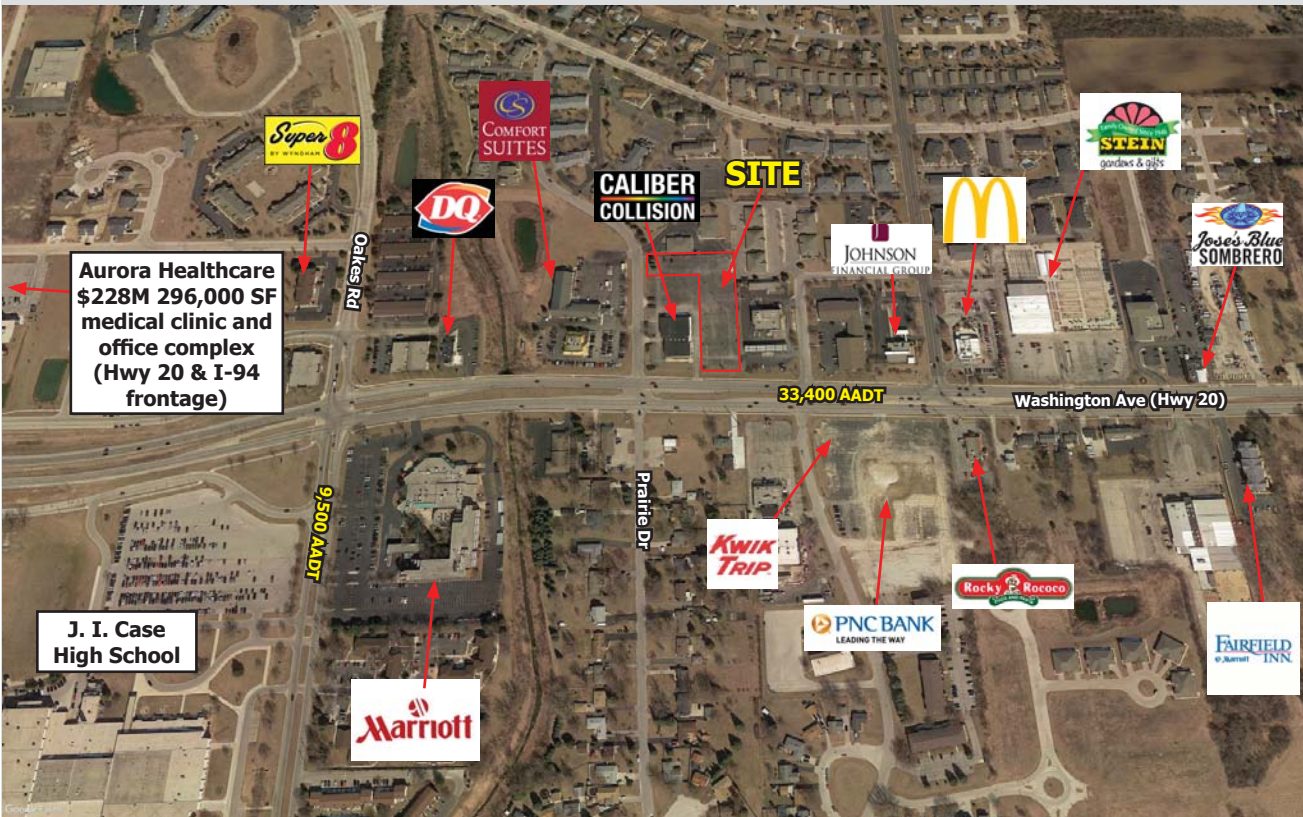 Super 8
BY WYNDHAM
CS
COMFORT
SUITES
DQ
CALIBER
COLLISION
SITE
JOHNSON
FINANCIAL GROUP
M
Family Owned Since 1946
STEIN
gardens & gifts
Jose's Blue
SOMBRERO
Aurora Healthcare
$228M 296,000 SF
medical clinic and
office complex
(Hwy 20 & I-94
frontage)
Oakes Rd
33,400 AADT
Washington Ave (Hwy 20)
9,500 AADT
Prairie Dr
KWIK
TRIP
PNC BANK
LEADING THE WAY
Rocky Rococo
J. I. Case
High School
Marriott
FAIRFIELD
INN
Marriott